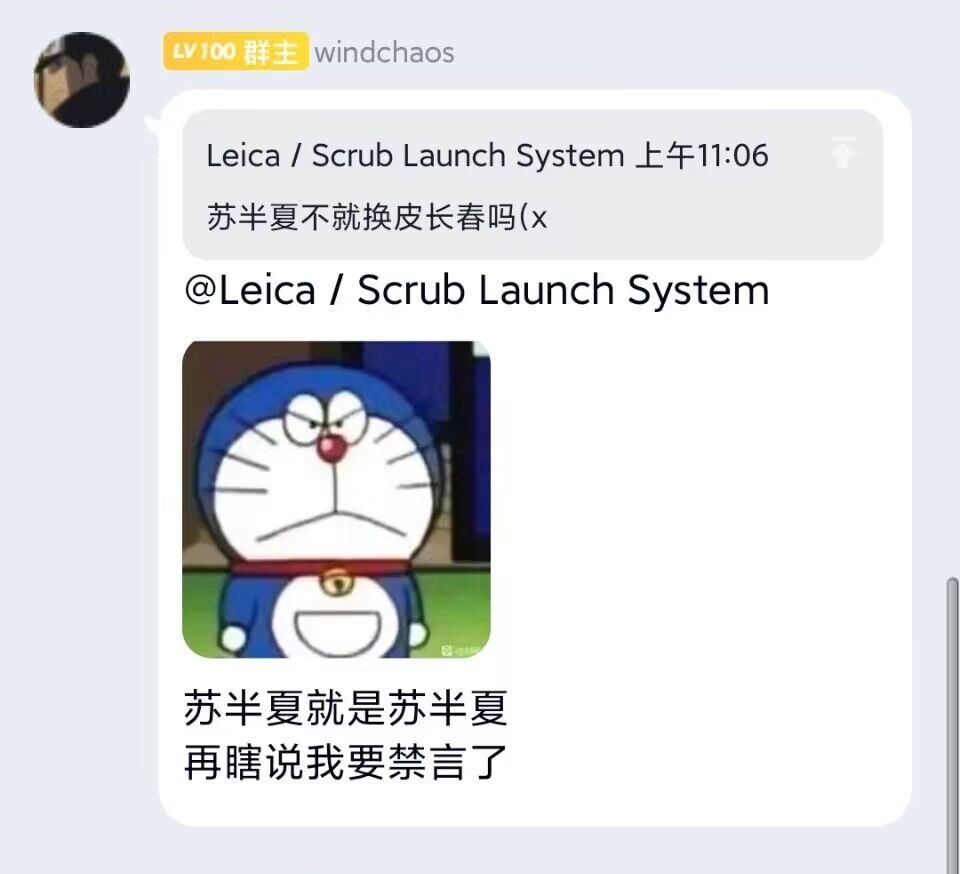 LV100 群主 windchaos
Leica / Scrub Launch System 上午11:06
苏半夏不就换皮长春吗(x
@Leica / Scrub Launch System
苏半夏就是苏半夏
再瞎说我要禁言了